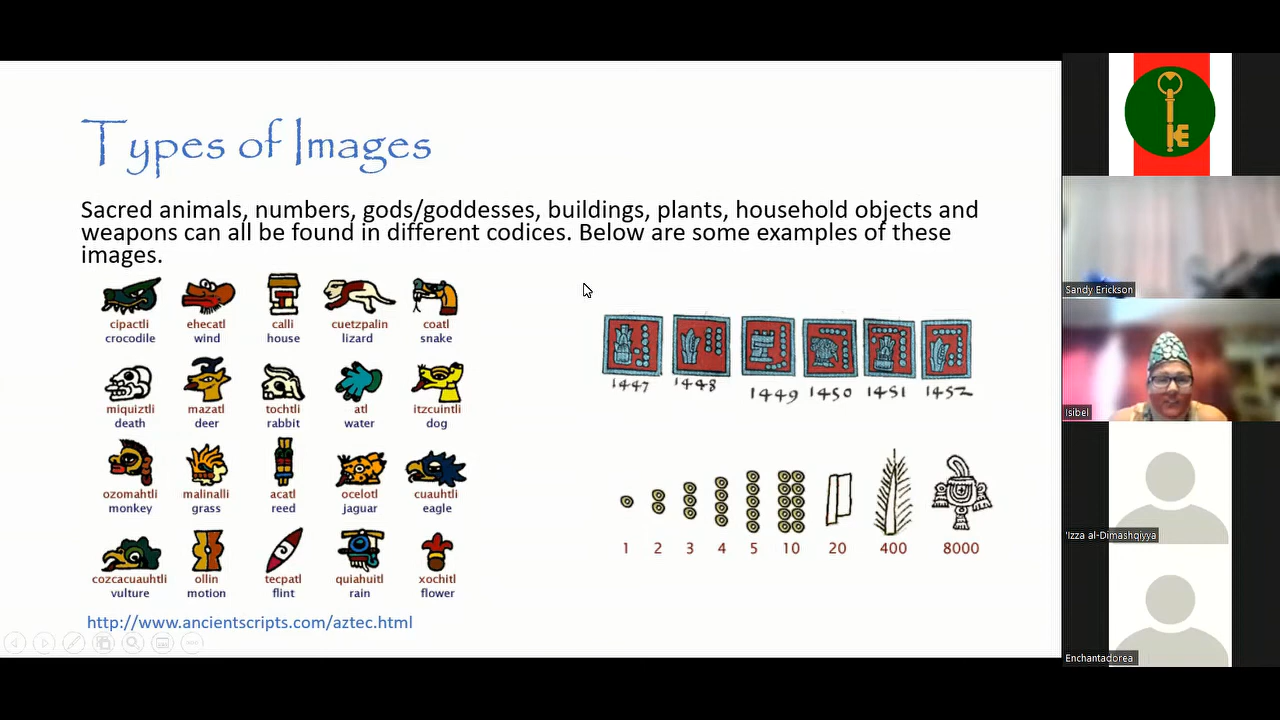 Types of Images
Sacred animals, numbers, gods/goddesses, buildings, plants, household objects and
weapons can all be found in different codices. Below are some examples of these
images.
cipactli ehecatl calli cuetzpalin coatl
crocodile wind house lizard snake
miquiztli mazatl tochtli atl itzcuintli
death deer rabbit water dog
ozomahtli malinalli acatl ocelotl cuauhtli
monkey grass reed jaguar eagle
cozcacuauhtli ollin tecpatl quiahuitl xochitl
vulture motion flint rain flower
http://www.ancientscripts.com/aztec.html
1447 1448 1449 1450 1451 1452
1 2 3 4 5 10 20 400 8000
Sandy Erickson
Isibel
'Izza al-Dimashqiyya
Enchantadorea